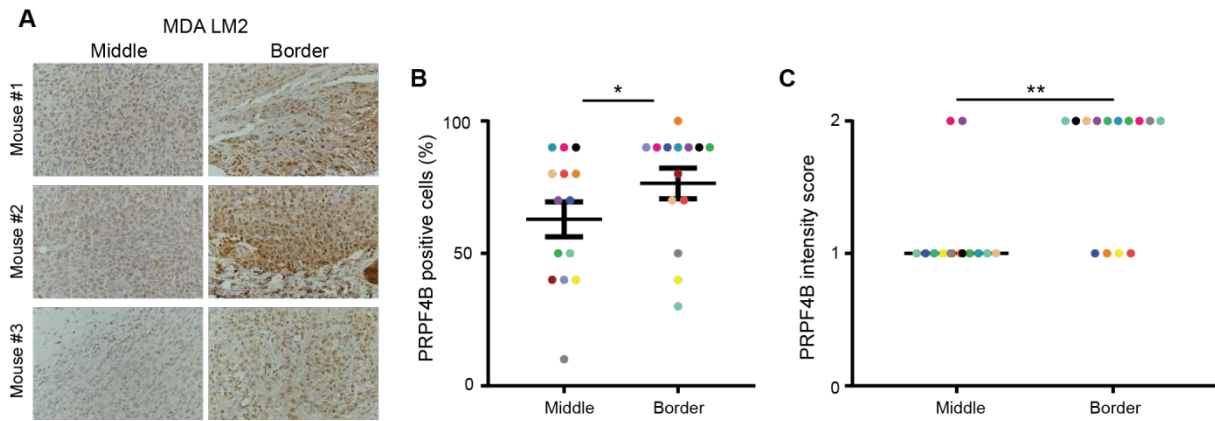 A
MDA LM2
Middle
Border
Mouse #1
Mouse #2
Mouse #3
B
*
PRPF4B positive cells (%)
100
50
0
Middle
Border
C
**
PRPF4B intensity score
2
1
0
Middle
Border